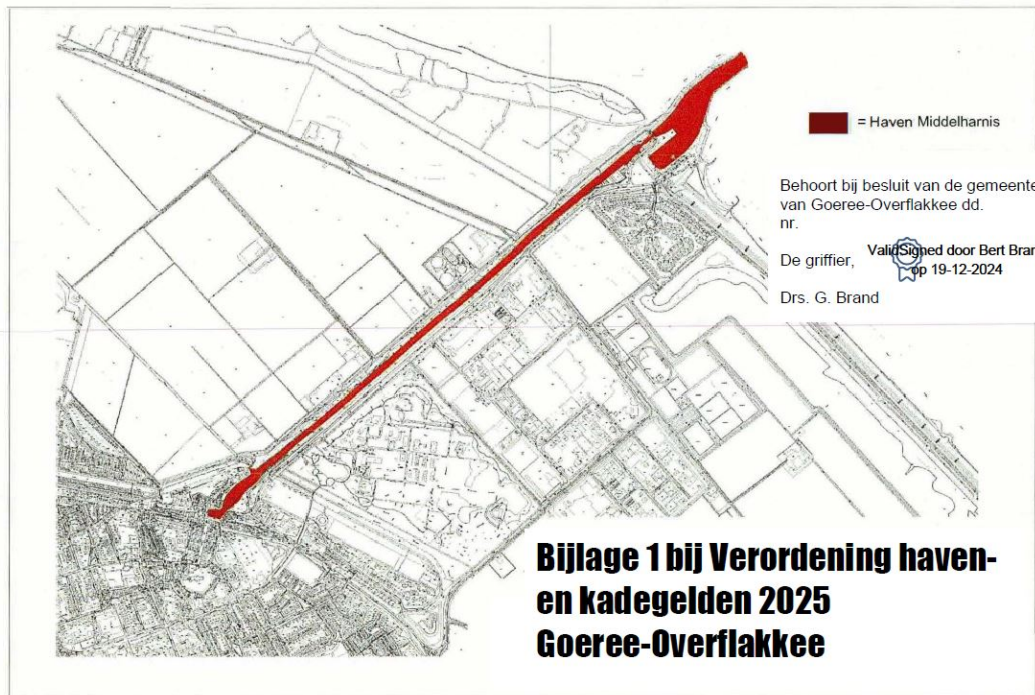 = Haven Middelharnis
Behoort bij besluit van de gemeente
van Goeree-Overflakkee dd.
nr.
De griffier,
ValidSigned door Bert Bran
op 19-12-2024
Drs. G. Brand
Bijlage 1 bij Verordening haven-
en kadegelden 2025
Goeree-Overflakkee